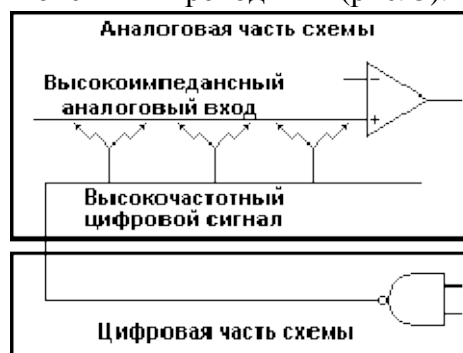 Аналоговая часть схемы
Высокоимпедансный
аналоговый вход
−
+
Высокочастотный
цифровой сигнал
Цифровая часть схемы